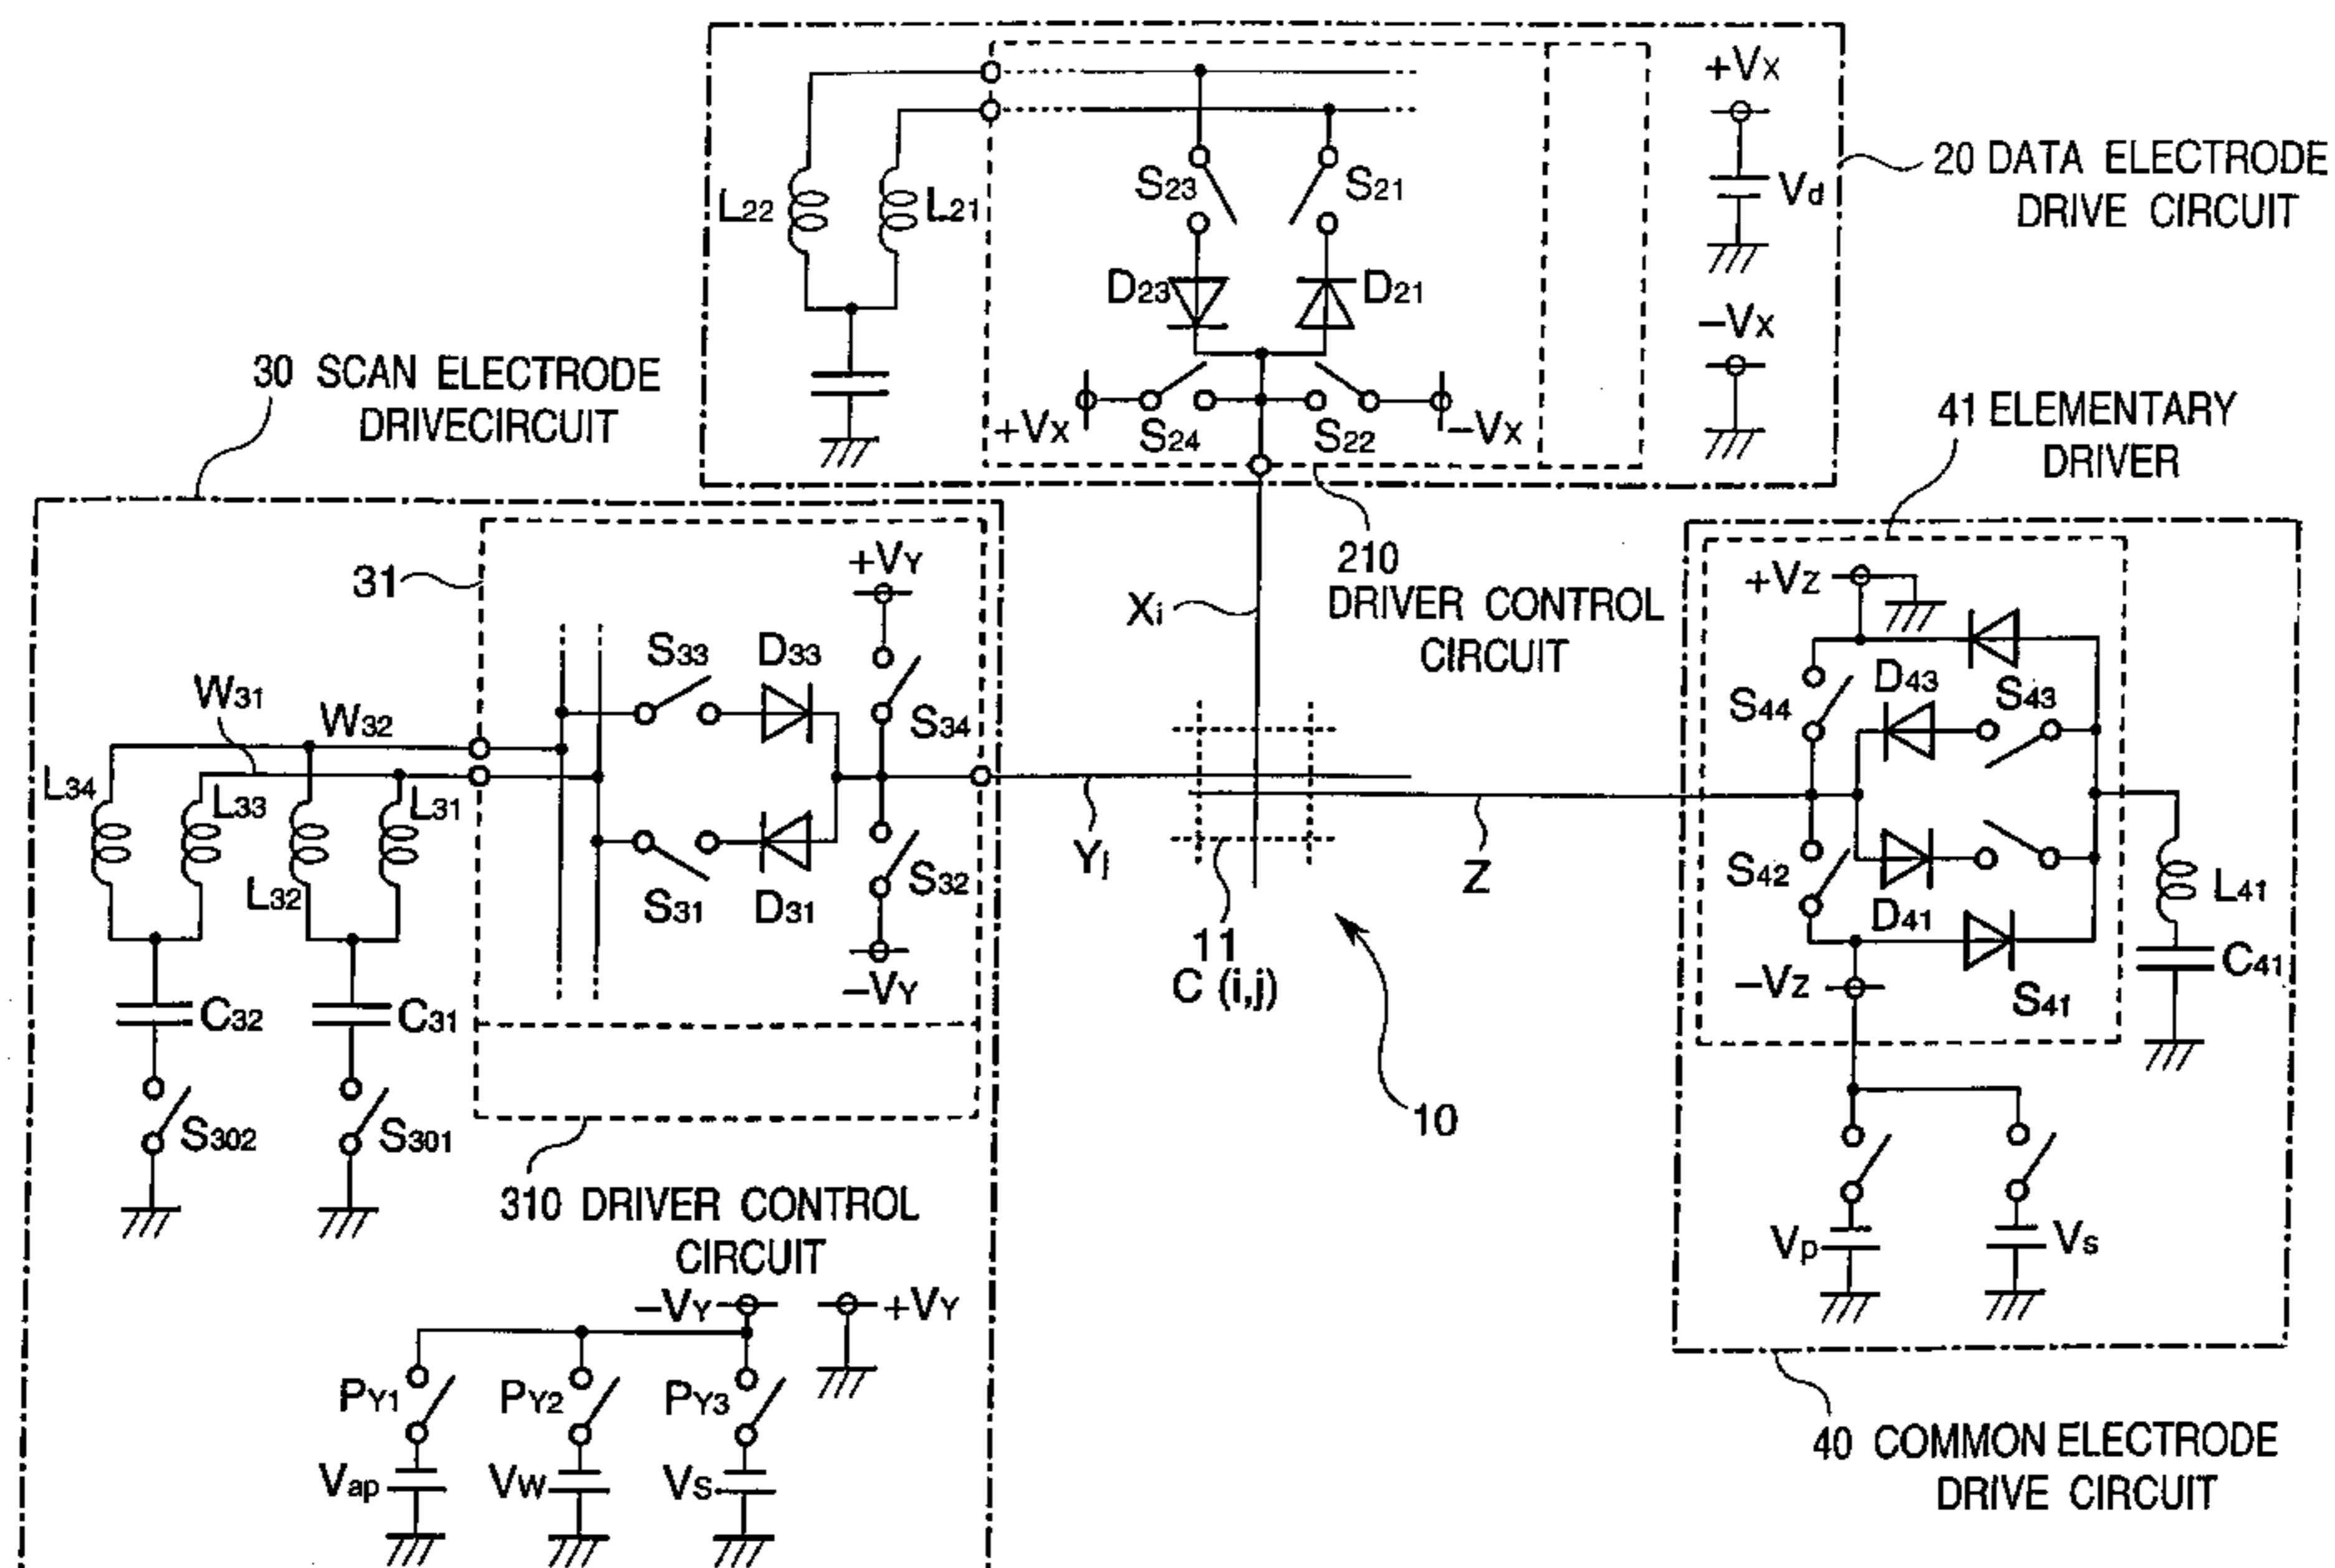 +VX
20 DATA ELECTRODE
DRIVE CIRCUIT
S23
S21
Vd
L22
L21
D23
D21
−VX
30 SCAN ELECTRODE
DRIVECIRCUIT
+VX
S24
S22
−VX
41 ELEMENTARY
DRIVER
31
+VY
210
DRIVER CONTROL
CIRCUIT
Xi
+VZ
S33
D33
W31
W32
S34
S44
D43
S43
L34
L33
L31
L32
S31
D31
S32
Yj
Z
S42
D41
L41
11
C (i,j)
−VY
−VZ
S41
C41
C32
C31
10
S302
S301
310 DRIVER CONTROL
CIRCUIT
Vp
Vs
−VY
+VY
PY1
PY2
PY3
Vap
VW
VS
40 COMMON ELECTRODE
DRIVE CIRCUIT